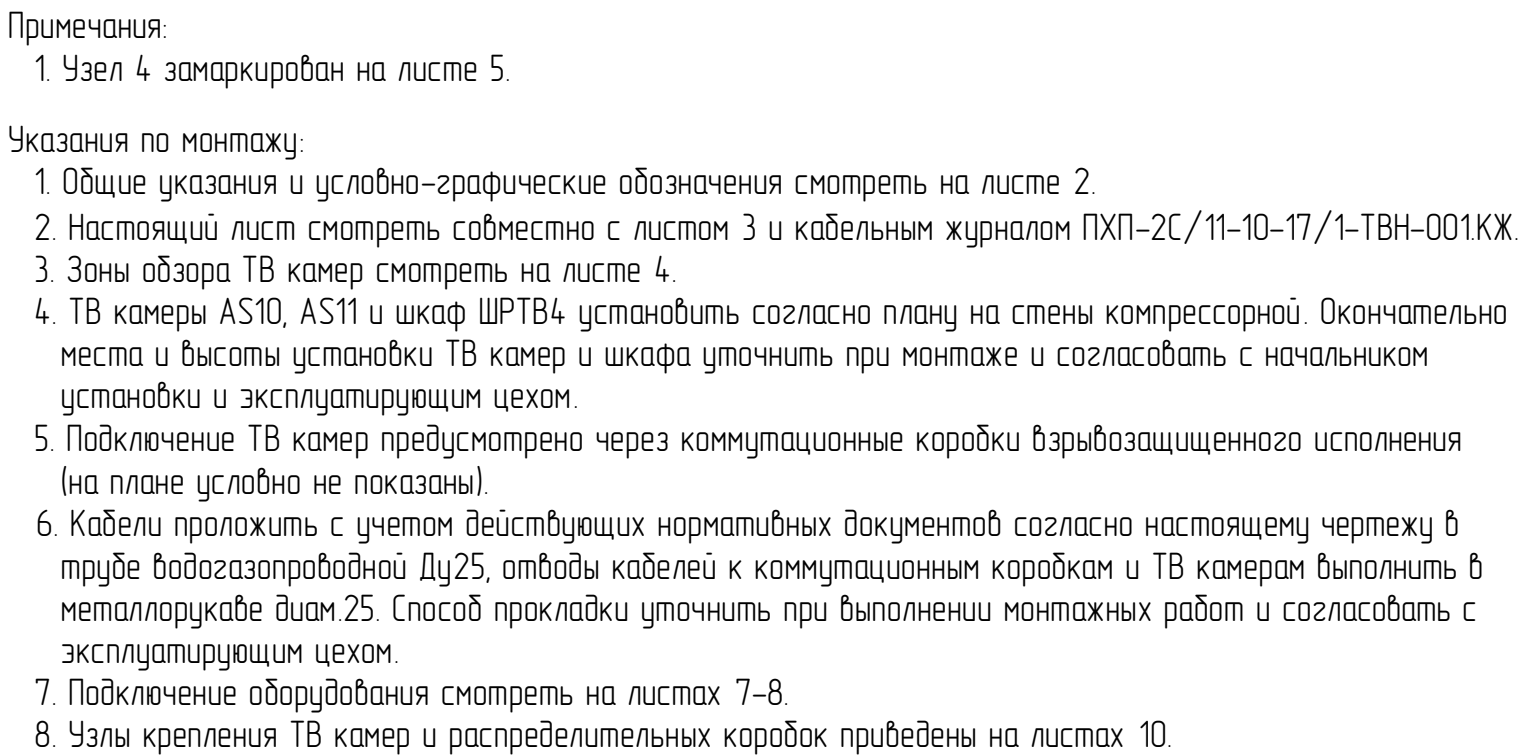 Примечания:
1. Узел 4 замаркирован на листе 5.
Указания по монтажу:
1. Общие указания и условно-графические обозначения смотреть на листе 2.
2. Настоящий лист смотреть совместно с листом 3 и кабельным журналом ПХП-2С/11-10-17/1-ТВН-001.КЖ.
3. Зоны обзора ТВ камер смотреть на листе 4.
4. ТВ камеры AS10, AS11 и шкаф ШРТВ4 установить согласно плану на стены компрессорной. Окончательно
места и высоты установки ТВ камер и шкафа уточнить при монтаже и согласовать с начальником
установки и эксплуатирующим цехом.
5. Подключение ТВ камер предусмотрено через коммутационные коробки взрывозащищенного исполнения
(на плане условно не показаны).
6. Кабели проложить с учетом действующих нормативных документов согласно настоящему чертежу в
трубе водогазопроводной Ду25, отводы кабелей к коммутационным коробкам и ТВ камерам выполнить в
металлорукаве диам.25. Способ прокладки уточнить при выполнении монтажных работ и согласовать с
эксплуатирующим цехом.
7. Подключение оборудования смотреть на листах 7-8.
8. Узлы крепления ТВ камер и распределительных коробок приведены на листах 10.